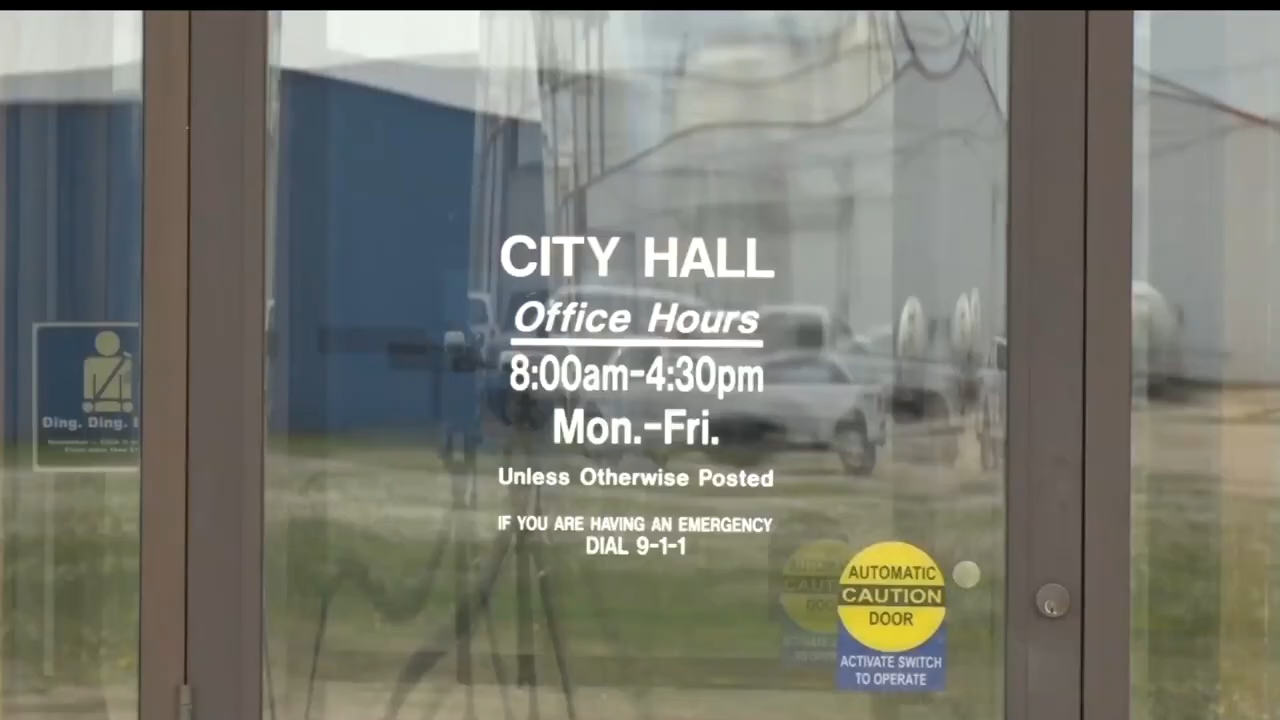 CITY HALL
Office Hours
8:00am-4:30pm
Mon.-Fri.
Unless Otherwise Posted
IF YOU ARE HAVING AN EMERGENCY
DIAL 9-1-1
Ding. Ding.
AUTOMATIC
CAUTION
DOOR
ACTIVATE SWITCH
TO OPERATE